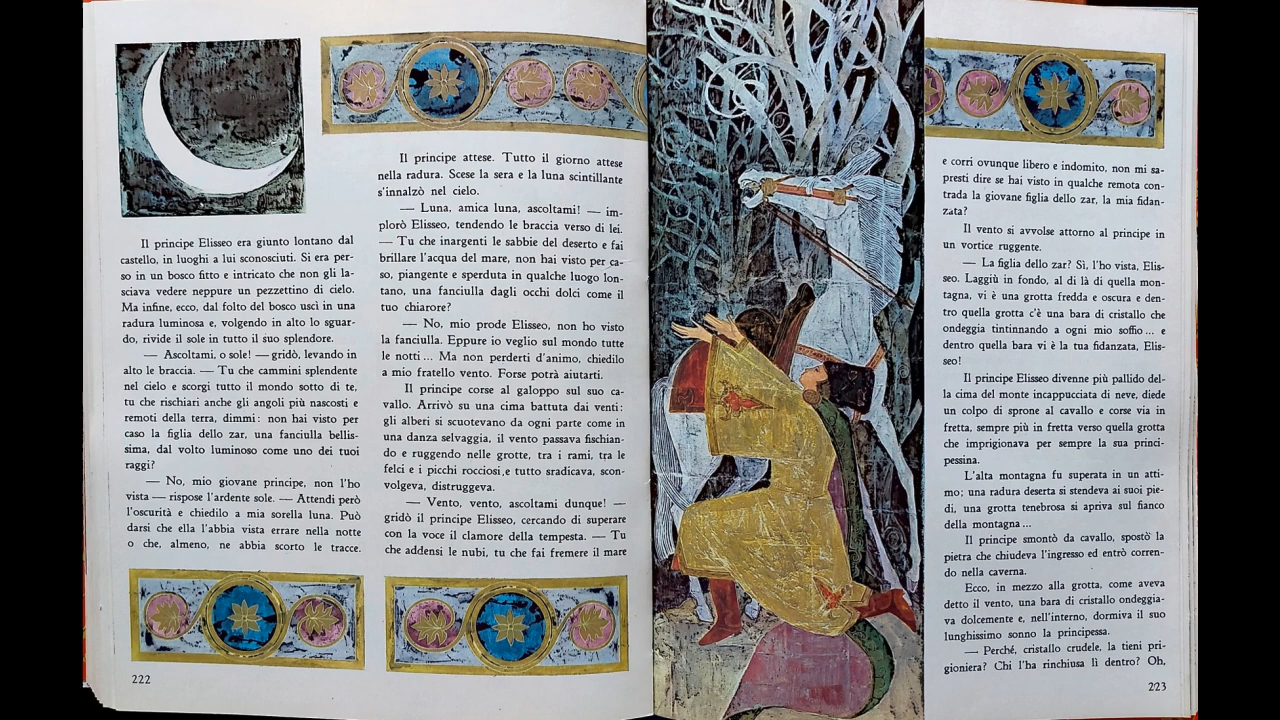 Il principe Elisseo era giunto lontano dal
castello, in luoghi a lui sconosciuti. Si era per-
so in un bosco fitto e intricato che non gli la-
sciava vedere neppure un pezzettino di cielo.
Ma infine, ecco, dal folto del bosco uscì in una
radura luminosa e, volgendo in alto lo sguar-
do, rivide il sole in tutto il suo splendore.
— Ascoltami, o sole! — gridò, levando in
alto le braccia. — Tu che cammini splendente
nel cielo e scorgi tutto il mondo sotto di te,
tu che rischiari anche gli angoli più nascosti e
remoti della terra, dimmi: non hai visto per
caso la figlia dello zar, una fanciulla bellis-
sima, dal volto luminoso come uno dei tuoi
raggi?
— No, mio giovane principe, non l'ho
vista — rispose l'ardente sole. — Attendi però
l'oscurità e chiedilo a mia sorella luna. Può
darsi che ella l'abbia vista errare nella notte
o che, almeno, ne abbia scorto le tracce.
222
Il principe attese. Tutto il giorno attese
nella radura. Scese la sera e la luna scintillante
s'innalzò nel cielo.
— Luna, amica luna, ascoltami! — im-
plorò Elisseo, tendendo le braccia verso di lei.
— Tu che inargenti le sabbie del deserto e fai
brillare l'acqua del mare, non hai visto per ca-
so, piangente e sperduta in qualche luogo lon-
tano, una fanciulla dagli occhi dolci come il
tuo chiarore?
— No, mio prode Elisseo, non ho visto
la fanciulla. Eppure io veglio sul mondo tutte
le notti ... Ma non perderti d'animo, chiedilo
a mio fratello vento. Forse potrà aiutarti.
Il principe corse al galoppo sul suo ca-
vallo. Arrivò su una cima battuta dai venti:
gli alberi si scuotevano da ogni parte come in
una danza selvaggia, il vento passava fischian-
do e ruggendo nelle grotte, tra i rami, tra le
felci e i picchi rocciosi, e tutto sradicava, scon-
volgeva, distruggeva.
— Vento, vento, ascoltami dunque! —
gridò il principe Elisseo, cercando di superare
con la voce il clamore della tempesta. — Tu
che addensi le nubi, tu che fai fremere il mare
e corri ovunque libero e indomito, non mi sa-
presti dire se hai visto in qualche remota con-
trada la giovane figlia dello zar, la mia fidan-
zata?
Il vento si avvolse attorno al principe in
un vortice ruggente.
— La figlia dello zar? Sì, l'ho vista, Elis-
seo. Laggiù in fondo, al di là di quella mon-
tagna, vi è una grotta fredda e oscura e den-
tro quella grotta c'è una bara di cristallo che
ondeggia tintinnando a ogni mio soffio ... e
dentro quella bara vi è la tua fidanzata, Elis-
seo!
Il principe Elisseo divenne più pallido del-
la cima del monte incappucciata di neve, diede
un colpo di sprone al cavallo e corse via in
fretta, sempre più in fretta verso quella grotta
che imprigionava per sempre la sua princi-
pessina.
L'alta montagna fu superata in un atti-
mo; una radura deserta si stendeva ai suoi pie-
di, una grotta tenebrosa si apriva sul fianco
della montagna ...
Il principe smontò da cavallo, spostò la
pietra che chiudeva l'ingresso ed entrò corren-
do nella caverna.
Ecco, in mezzo alla grotta, come aveva
detto il vento, una bara di cristallo ondeggia-
va dolcemente e, nell'interno, dormiva il suo
lunghissimo sonno la principessa.
— Perché, cristallo crudele, la tieni pri-
gioniera? Chi l'ha rinchiusa lì dentro? Oh,
223